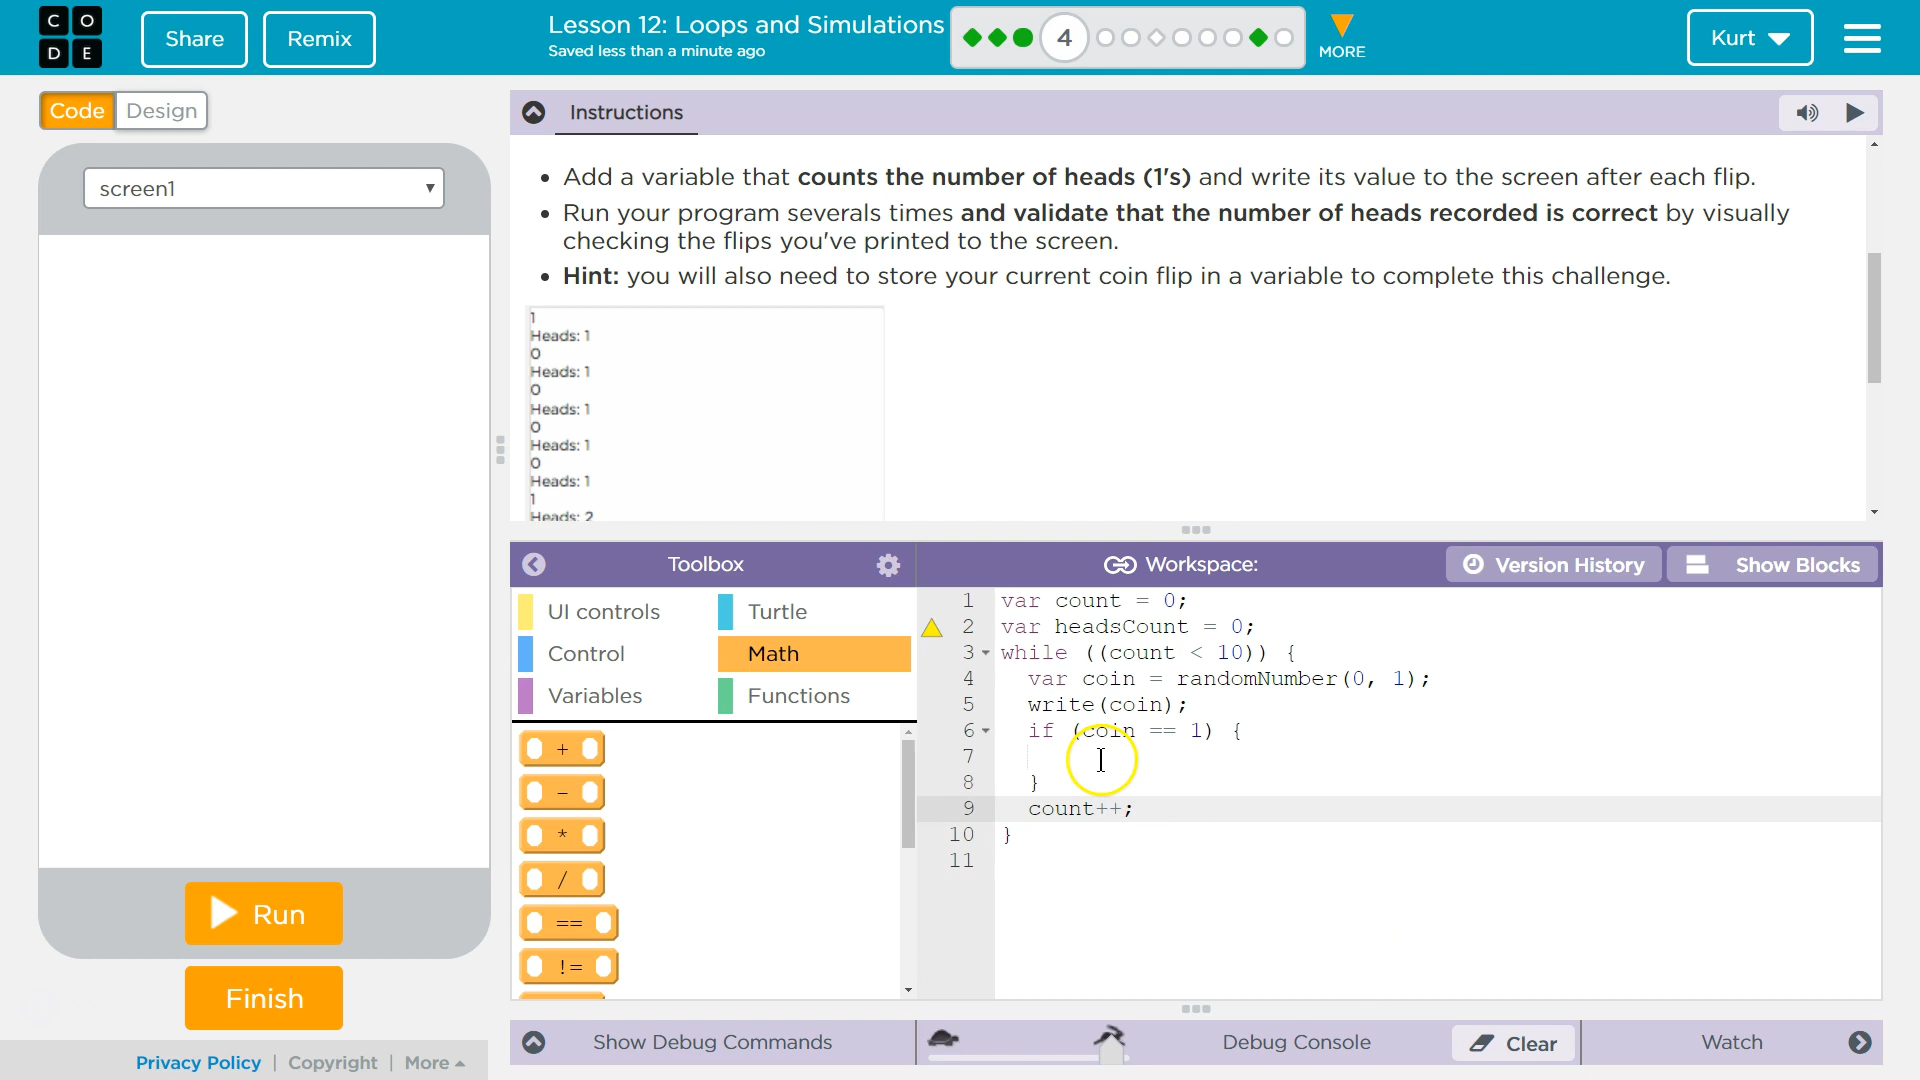 C O
D E
Share
Remix
Lesson 12: Loops and Simulations
Saved less than a minute ago
4
MORE
Kurt
Code
Design
screen1
Instructions
Add a variable that counts the number of heads (1's) and write its value to the screen after each flip.
Run your program severals times and validate that the number of heads recorded is correct by visually
checking the flips you've printed to the screen.
Hint: you will also need to store your current coin flip in a variable to complete this challenge.
1
Heads: 1
0
Heads: 1
0
Heads: 1
0
Heads: 1
0
Heads: 1
1
Heads: 2
Toolbox
Workspace:
Version History
Show Blocks
UI controls
Turtle
Control
Math
Variables
Functions
+
-
*
/
==
!=
1 var count = 0;
2 var headsCount = 0;
3 while ((count < 10)) {
4 var coin = randomNumber(0, 1);
5 write(coin);
6 if (coin == 1) {
7
8 }
9 count++;
10 }
11
Run
Finish
Show Debug Commands
Debug Console
Clear
Watch
Privacy Policy | Copyright | More